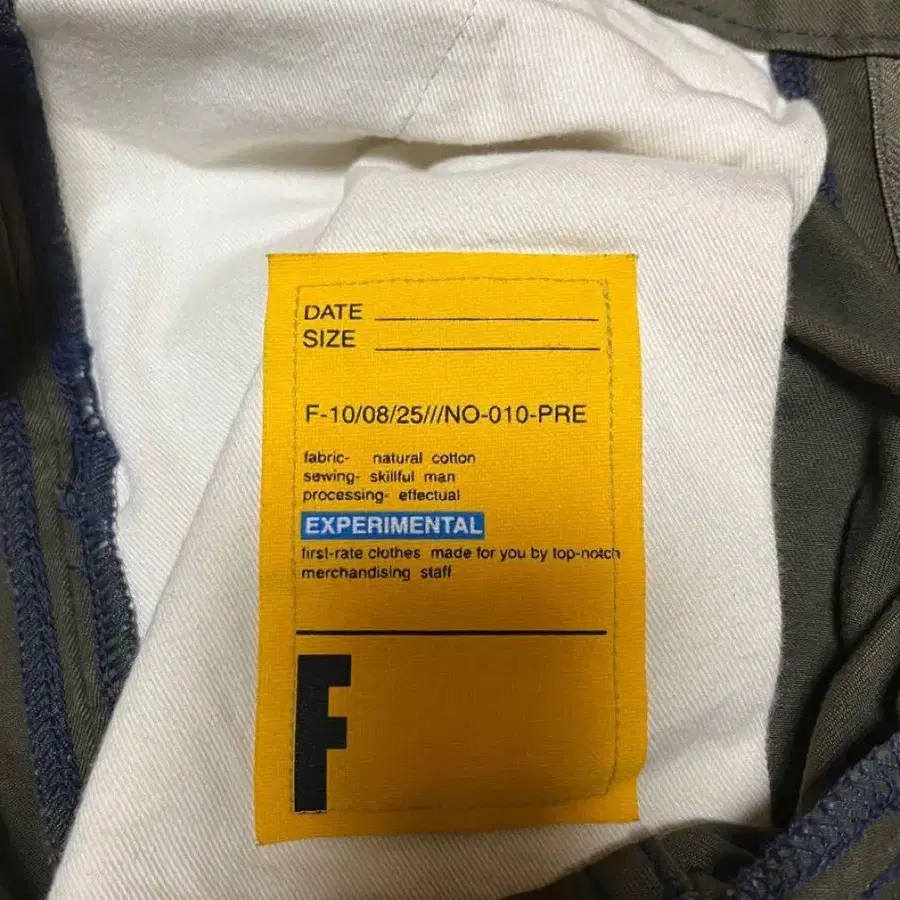 DATE
SIZE
F-10/08/25///NO-010-PRE
fabric- natural cotton
sewing- skillful man
processing- effectual
EXPERIMENTAL
first-rate clothes made for you by top-notch
merchandising staff
F